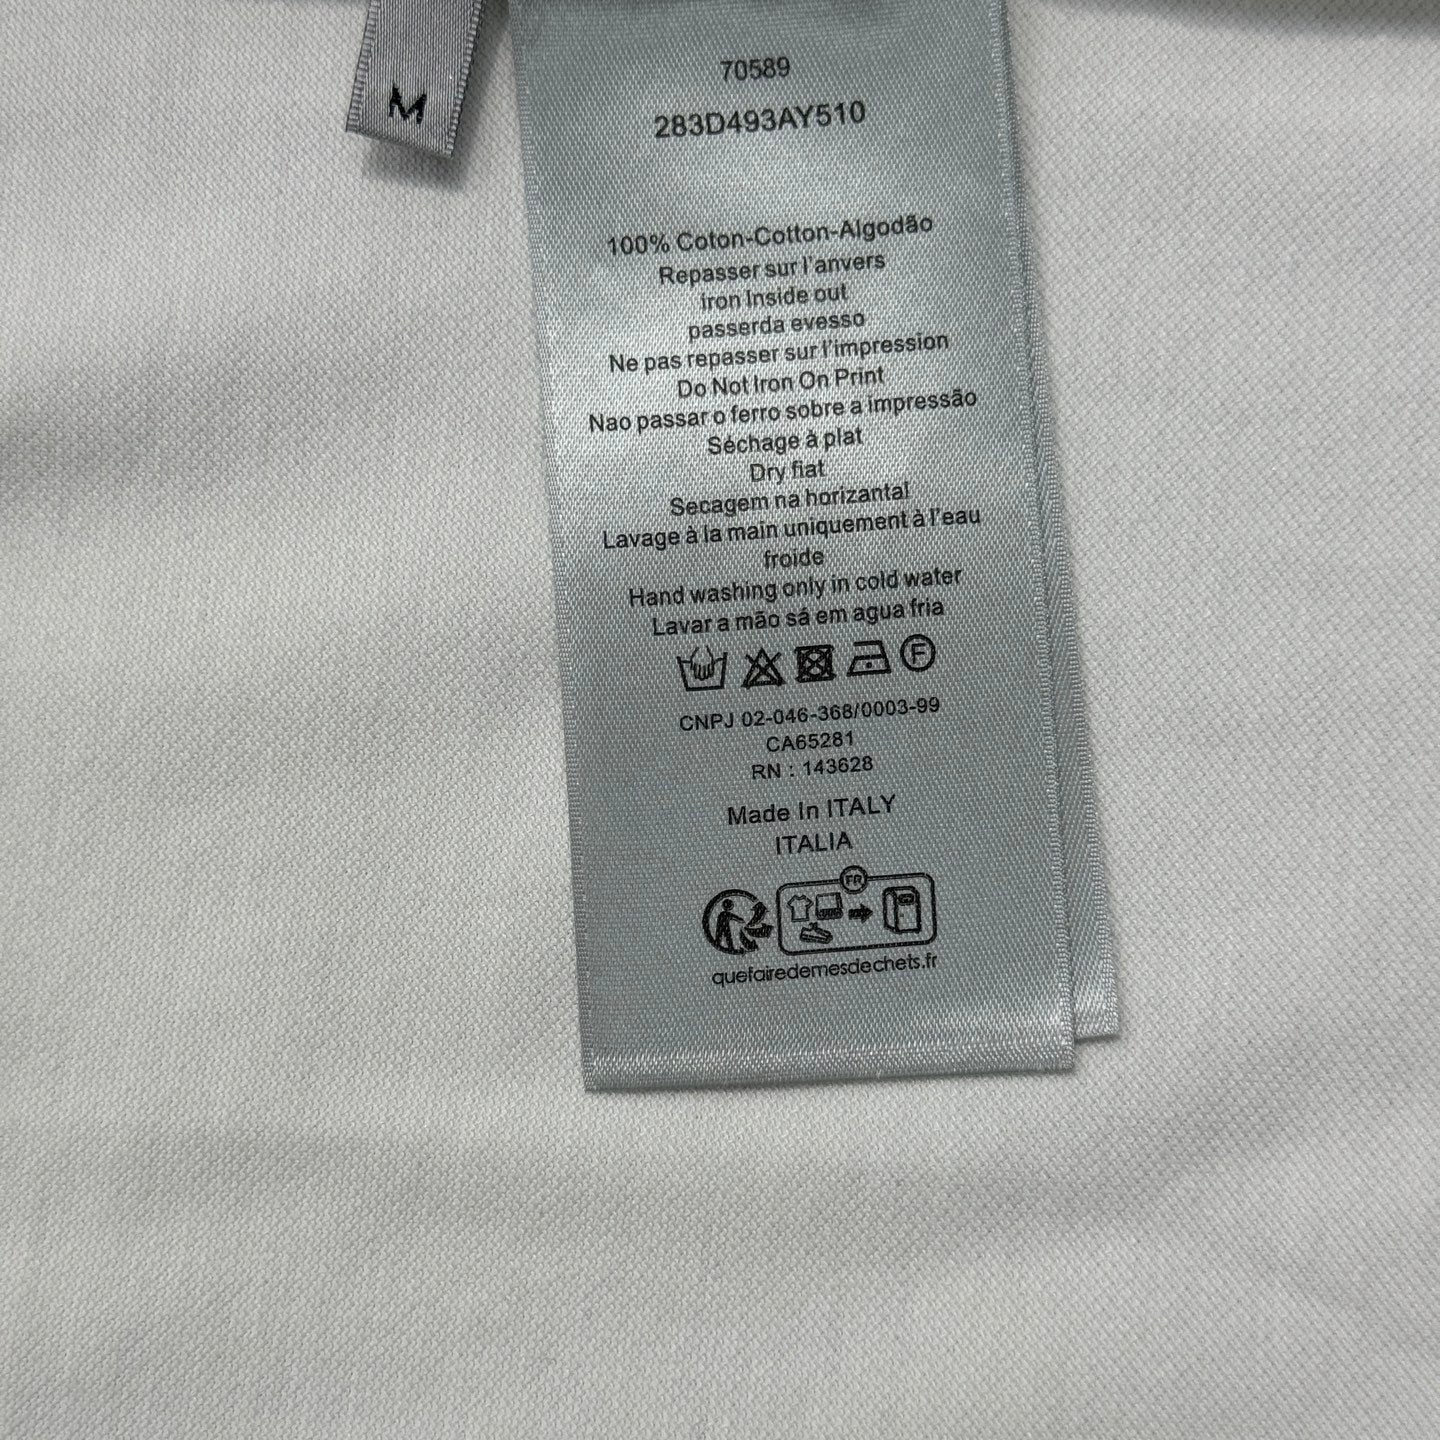 M
70589
283D493AY510
100% Coton-Cotton-Algodão
Repasser sur l'anvers
iron Inside out
passerda evesso
Ne pas repasser sur l'impression
Do Not Iron On Print
Nao passar o ferro sobre a impressão
Séchage à plat
Dry fiat
Secagem na horizantal
Lavage à la main uniquement à l'eau
froide
Hand washing only in cold water
Lavar a mão sá em agua fria
F
CNPJ 02-046-368/0003-99
CA65281
RN : 143628
Made In ITALY
ITALIA
FR
quefairedemesdechets.fr